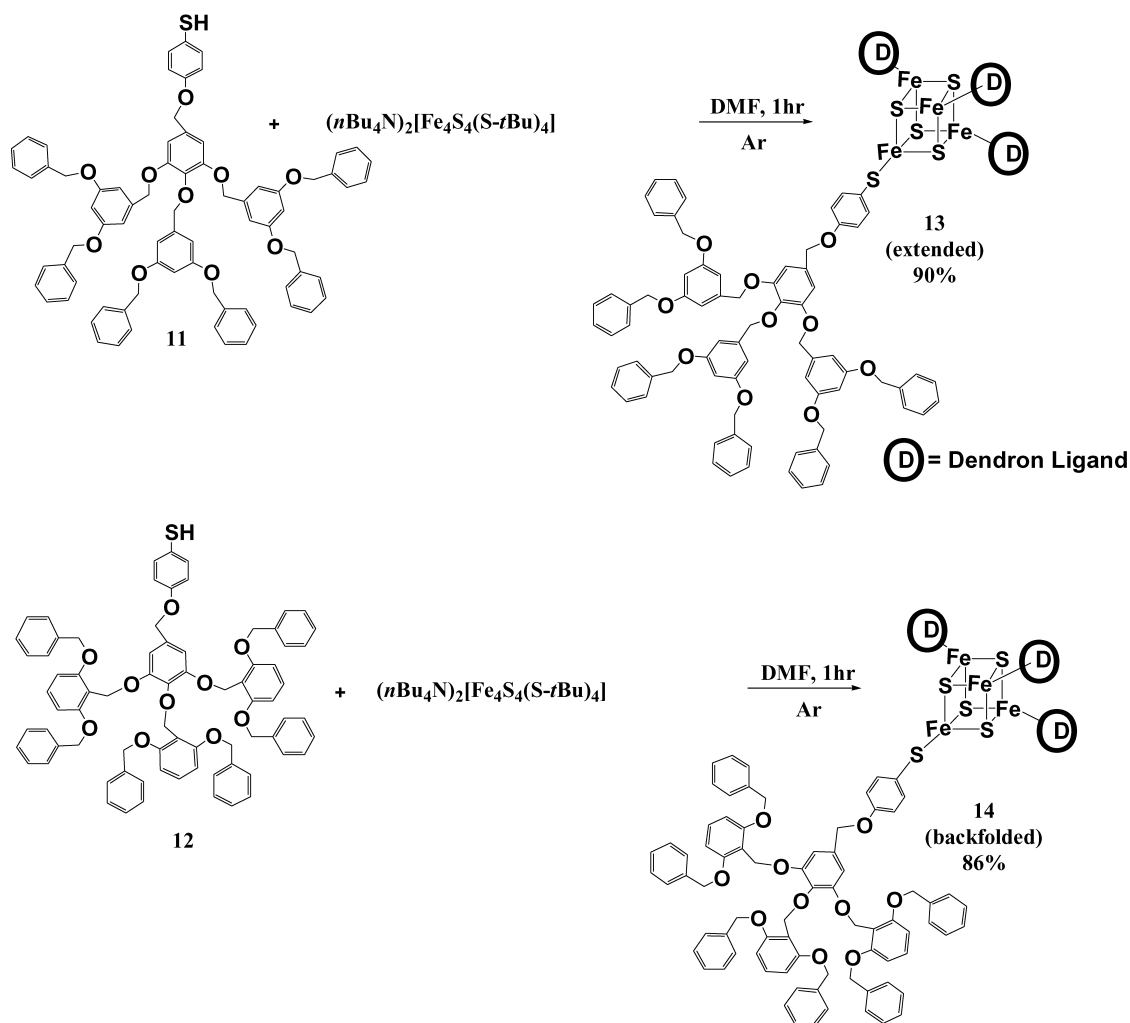 SH
O
+ (nBu4N)2[Fe4S4(S-tBu)4]
DMF, 1hr
Ar
D
Fe S D
S Fe
S Fe
Fe S D
S
O
O O O
O O
O O
O O
11
13
(extended)
90%
O
O
O
O
O O
O
O
O
O
D = Dendron Ligand
SH
O
+ (nBu4N)2[Fe4S4(S-tBu)4]
DMF, 1hr
Ar
D
Fe S D
S Fe
S Fe
Fe S D
S
O
O O
O O O
O O
O O
12
14
(backfolded)
86%
O
O
O
O
O O
O O
O O